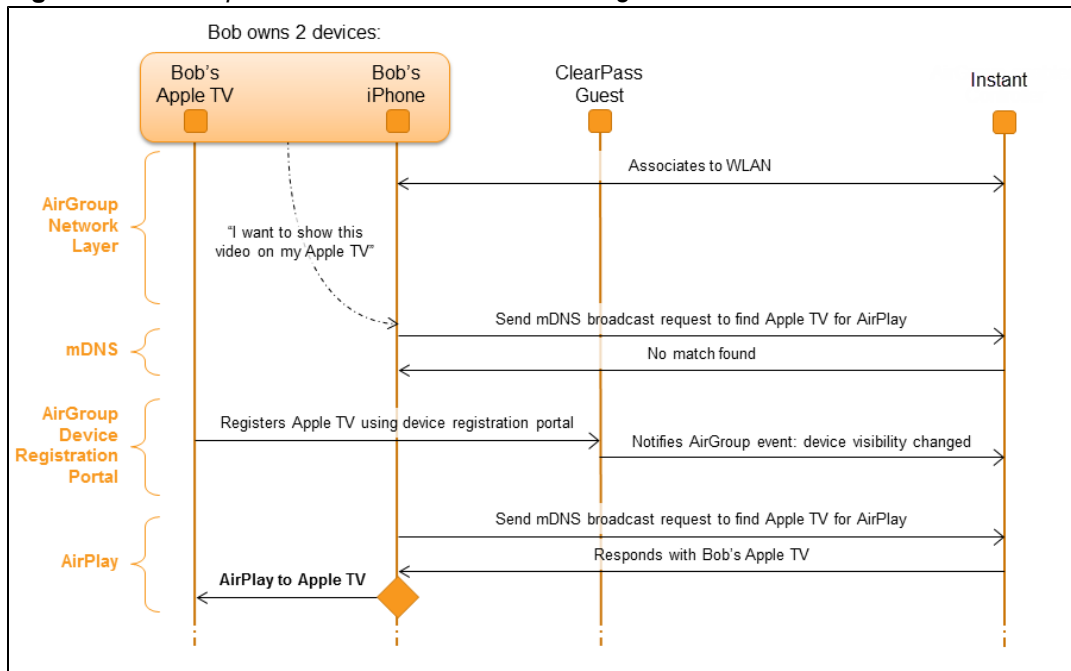 Bob owns 2 devices:
Bob's
Apple TV
Bob's
iPhone
ClearPass
Guest
Instant
AirGroup
Network
Layer
Associates to WLAN
“I want to show this
video on my Apple TV”
mDNS
Send mDNS broadcast request to find Apple TV for AirPlay
No match found
AirGroup
Device
Registration
Portal
Registers Apple TV using device registration portal
Notifies AirGroup event: device visibility changed
AirPlay
Send mDNS broadcast request to find Apple TV for AirPlay
Responds with Bob's Apple TV
AirPlay to Apple TV